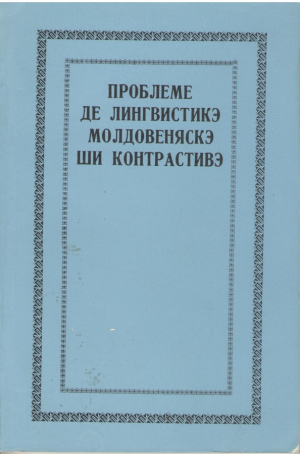 ПРОБЛЕМЕ
ДЕ ЛИНГВИСТИКЭ
МОЛДОВЕНЯСКЭ
ШИ КОНТРАСТИВЭ